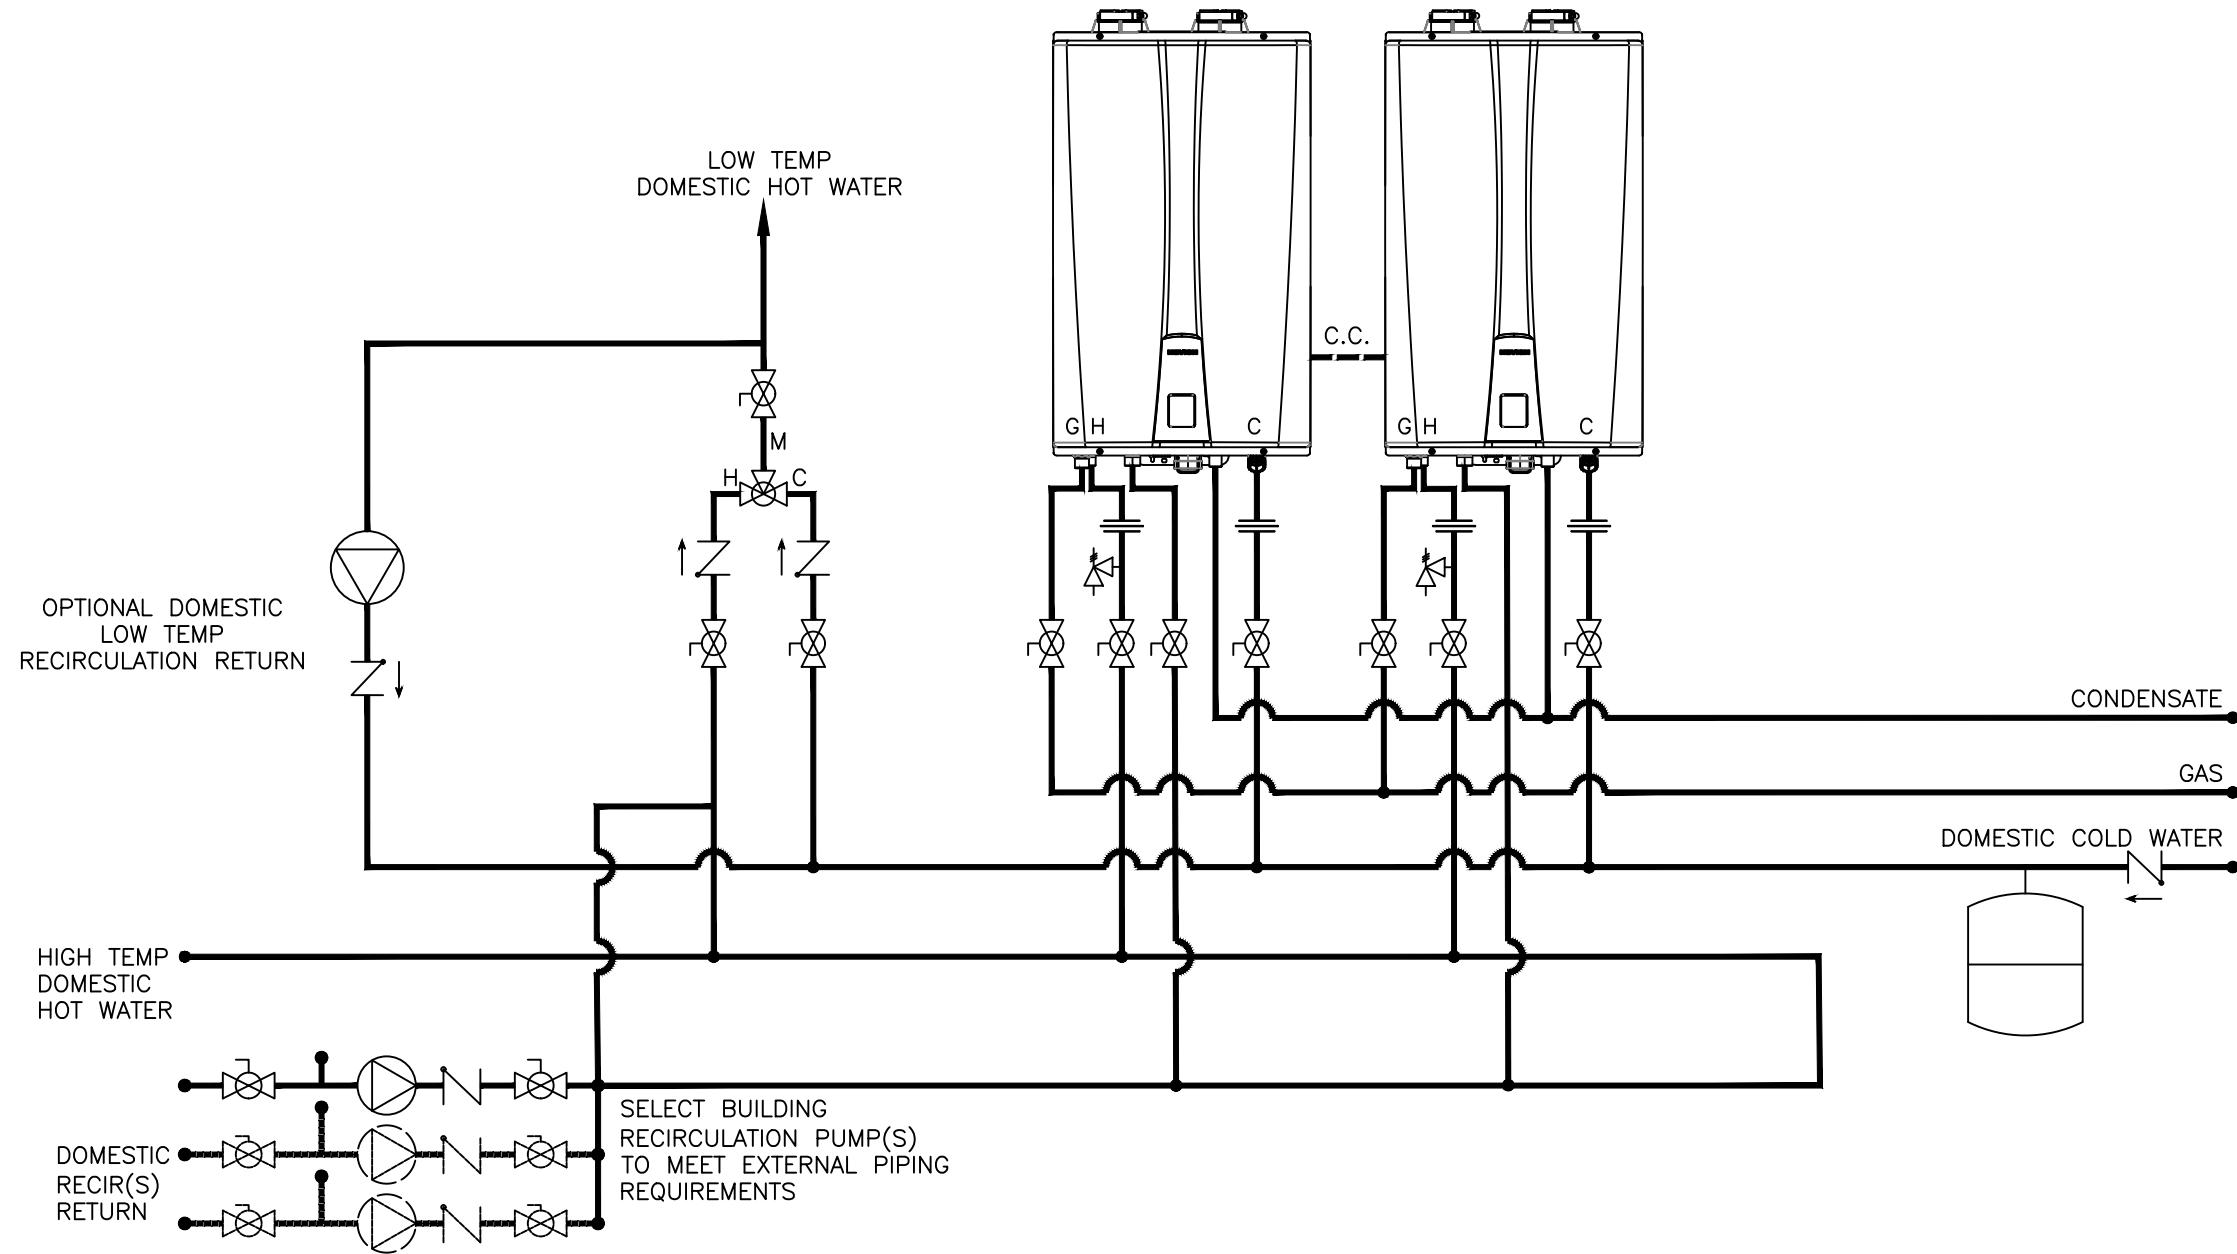 LOW TEMP
DOMESTIC HOT WATER
C.C.
G H
C
G H
C
M
H
C
OPTIONAL DOMESTIC
LOW TEMP
RECIRCULATION RETURN
CONDENSATE
GAS
DOMESTIC COLD WATER
HIGH TEMP
DOMESTIC
HOT WATER
SELECT BUILDING
RECIRCULATION PUMP(S)
TO MEET EXTERNAL PIPING
REQUIREMENTS
DOMESTIC
RECIR(S)
RETURN